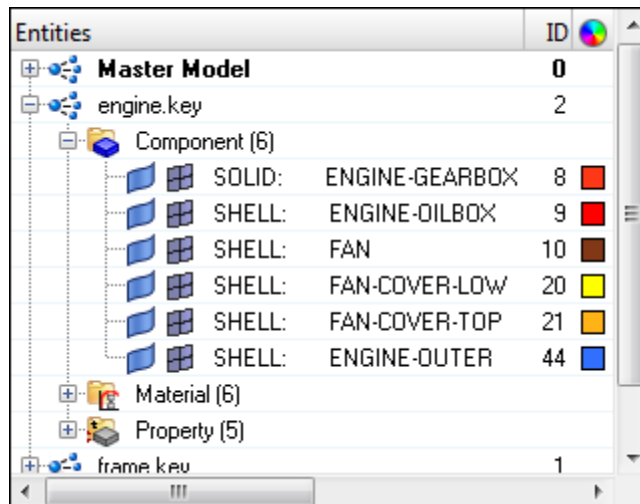 Entities ID
Master Model 0
engine.key 2
Component (6)
SOLID: ENGINE-GEARBOX 8
SHELL: ENGINE-OILBOX 9
SHELL: FAN 10
SHELL: FAN-COVER-LOW 20
SHELL: FAN-COVER-TOP 21
SHELL: ENGINE-OUTER 44
Material (6)
Property (5)
frame.key 1